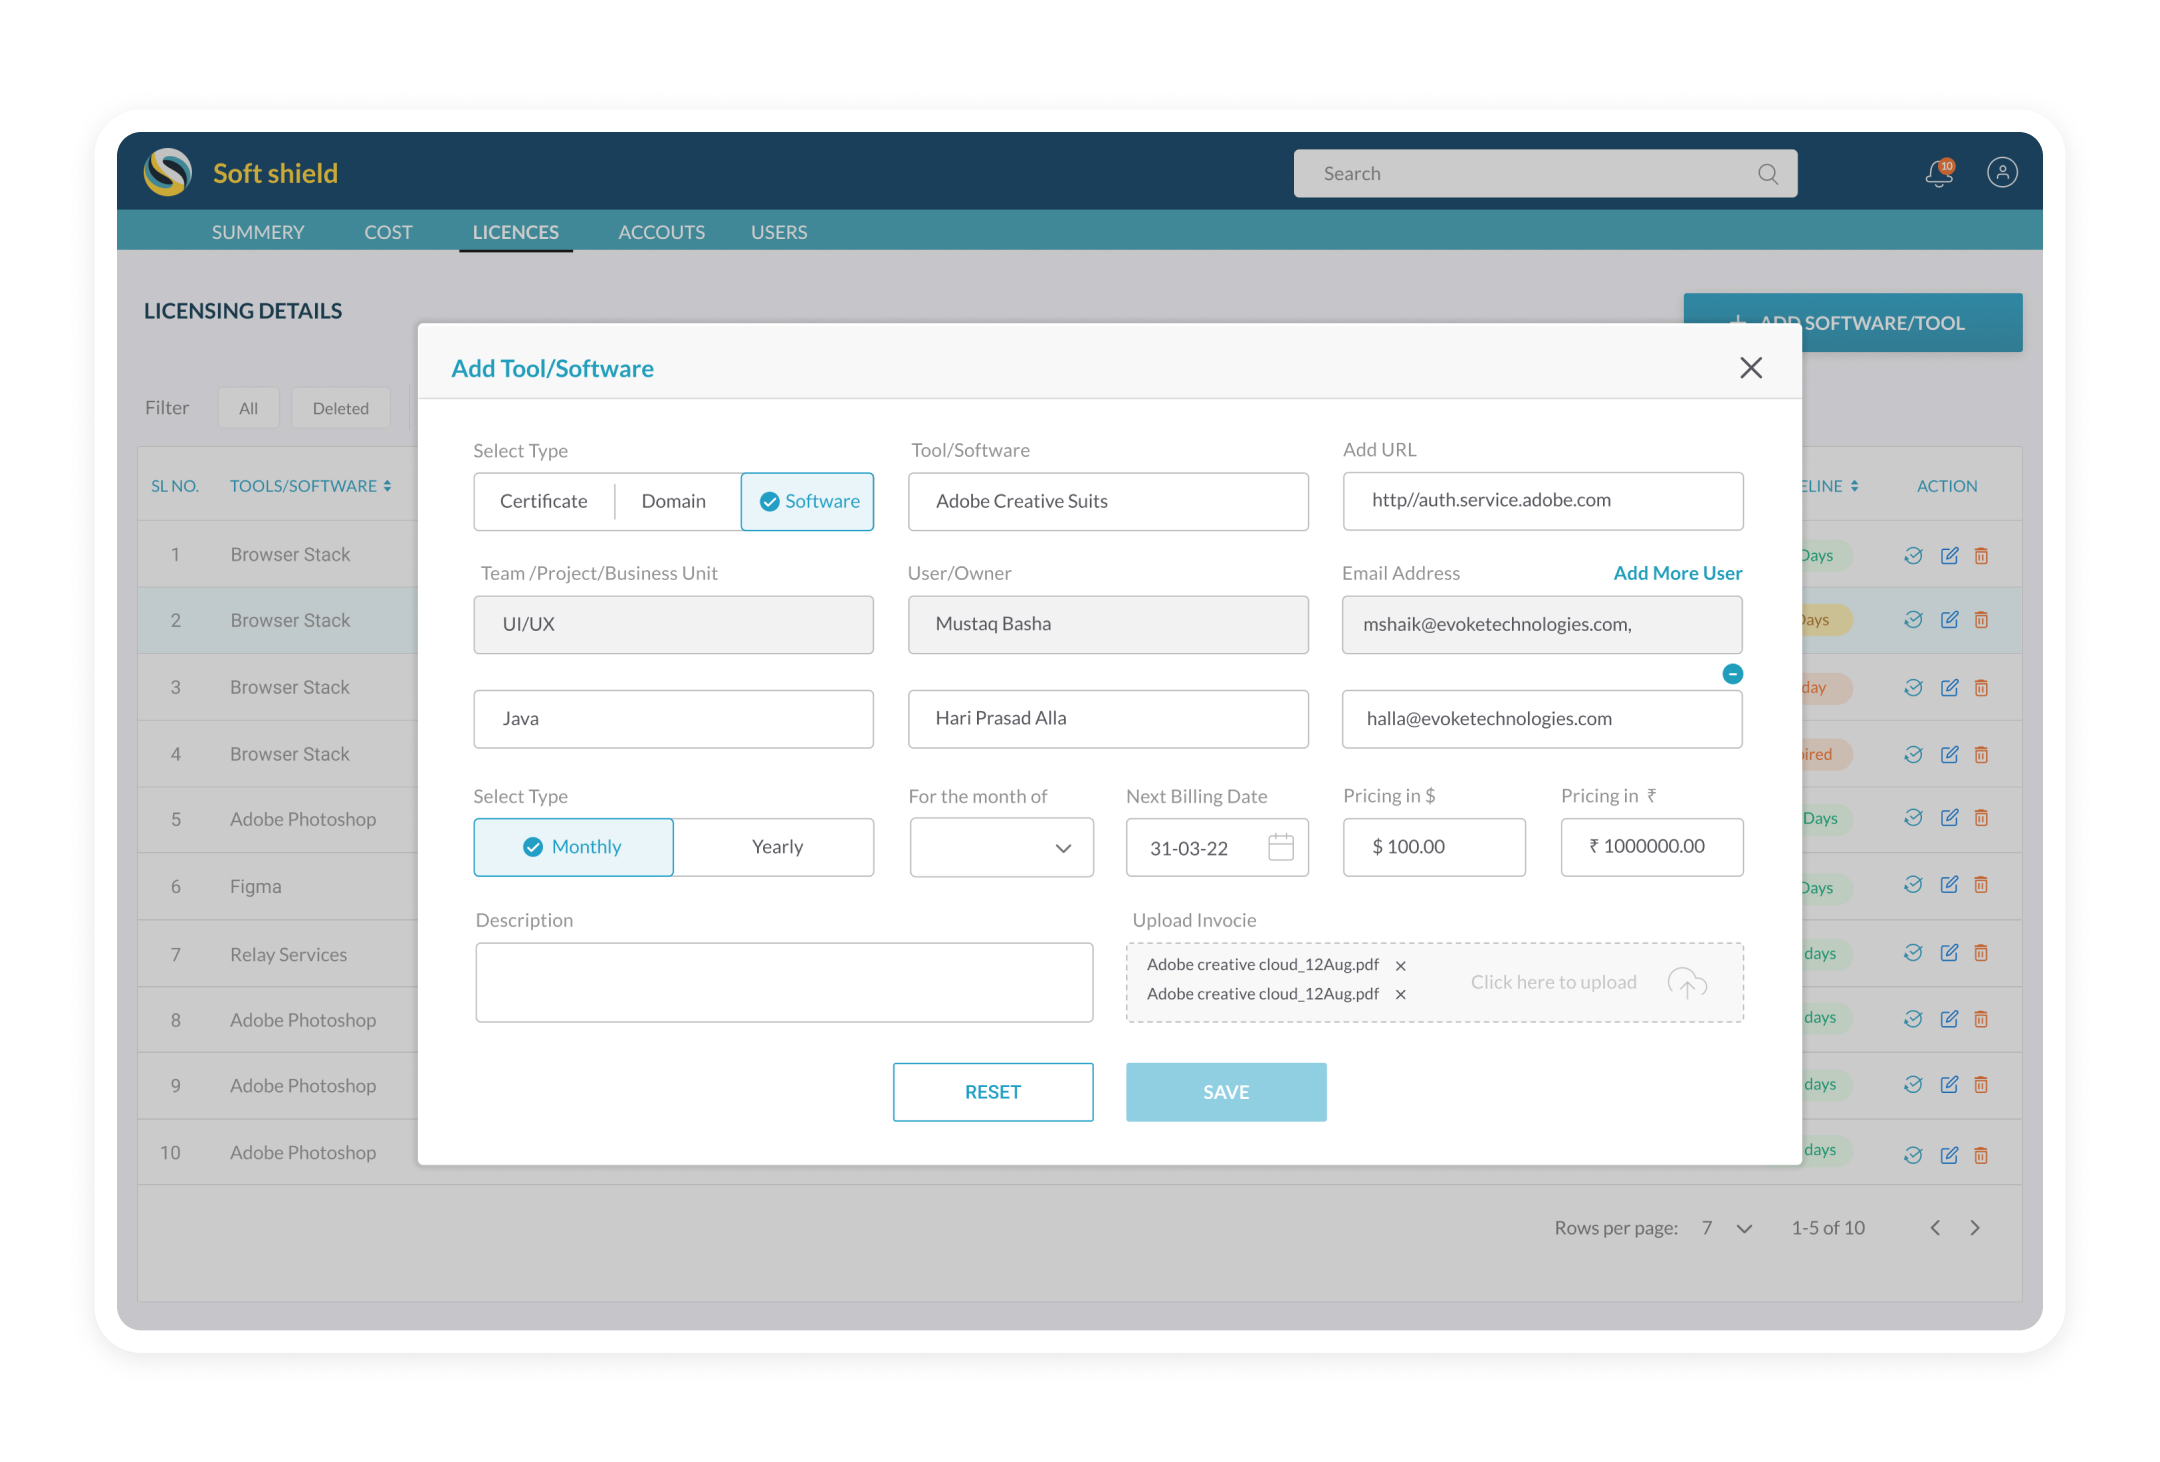 Soft shield
Search
10
SUMMERY COST LICENCES ACCOUTS USERS
LICENSING DETAILS
SOFTWARE/TOOL
Add Tool/Software
Filter All Deleted
Select Type Tool/Software Add URL
Certificate Domain Software Adobe Creative Suits http//auth.service.adobe.com
SL NO. TOOLS/SOFTWARE ELINE ACTION
Team /Project/Business Unit User/Owner Email Address Add More User
1 Browser Stack Days
UI/UX Mustaq Basha mshaik@evoketechnologies.com,
2 Browser Stack Days
3 Browser Stack day
Java Hari Prasad Alla halla@evoketechnologies.com
4 Browser Stack ired
Select Type For the month of Next Billing Date Pricing in $ Pricing in ₹
5 Adobe Photoshop Days
Monthly Yearly 31-03-22 $ 100.00 ₹ 1000000.00
6 Figma Days
Description Upload Invocie
7 Relay Services days
Adobe creative cloud_12Aug.pdf ×
Click here to upload
Adobe creative cloud_12Aug.pdf ×
8 Adobe Photoshop days
9 Adobe Photoshop days
RESET SAVE
10 Adobe Photoshop days
Rows per page: 7 1-5 of 10